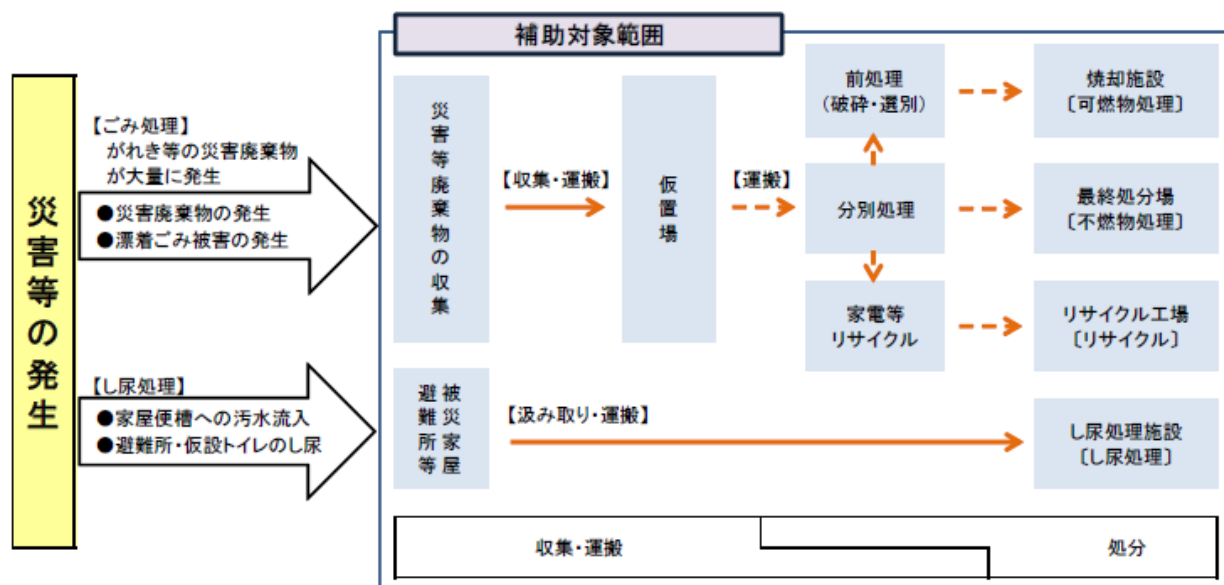 補助対象範囲
災害等の発生
【ごみ処理】
がれき等の災害廃棄物
が大量に発生
●災害廃棄物の発生
●漂着ごみ被害の発生
【し尿処理】
●家屋便槽への汚水流入
●避難所・仮設トイレのし尿
災害等廃棄物の収集
【収集・運搬】
仮置場
【運搬】
前処理
(破砕・選別)
分別処理
家電等
リサイクル
焼却施設
〔可燃物処理〕
最終処分場
〔不燃物処理〕
リサイクル工場
〔リサイクル〕
被災家屋
避難所等
【汲み取り・運搬】
し尿処理施設
〔し尿処理〕
収集・運搬
処分